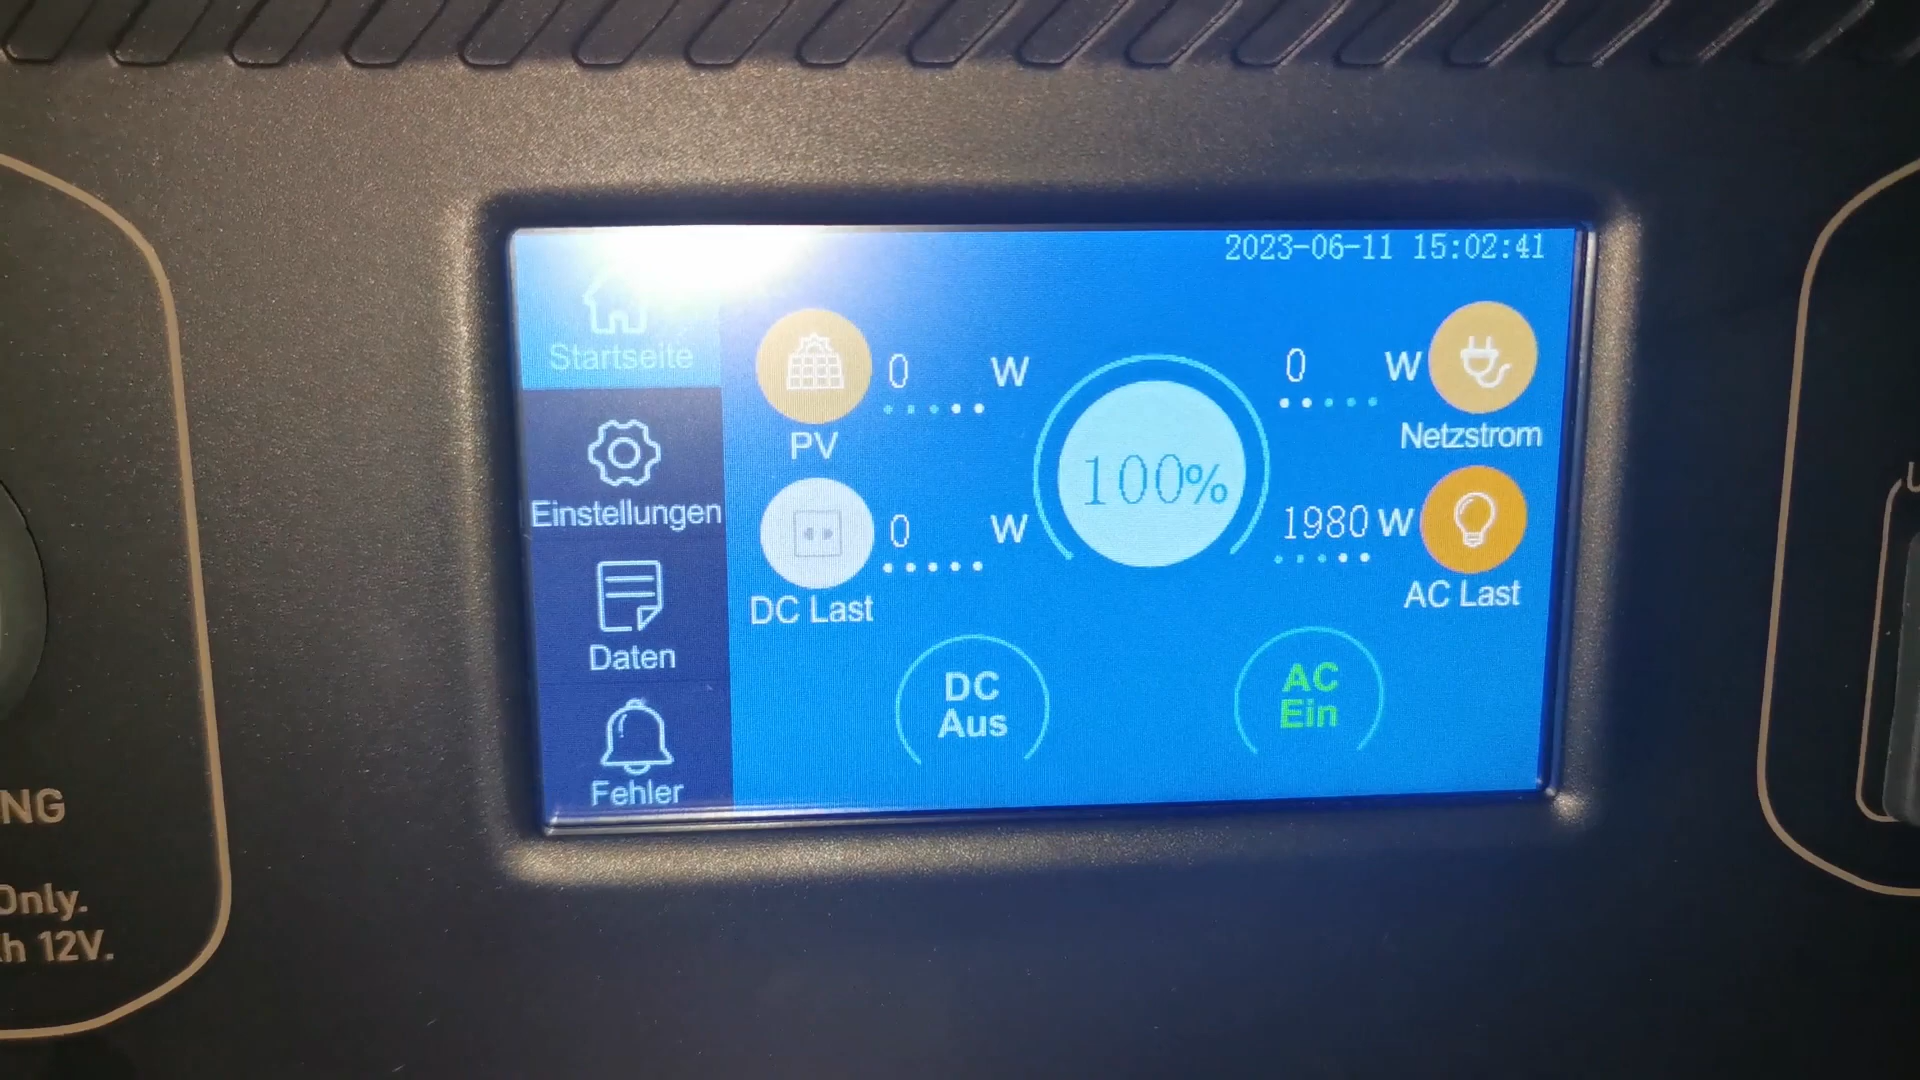 2023-06-11 15:02:41
Startseite
Einstellungen
Daten
Fehler
0 W
PV
0 W
DC Last
100%
0 W
Netzstrom
1980 W
AC Last
DC
Aus
AC
Ein
NG
Only.
12V.